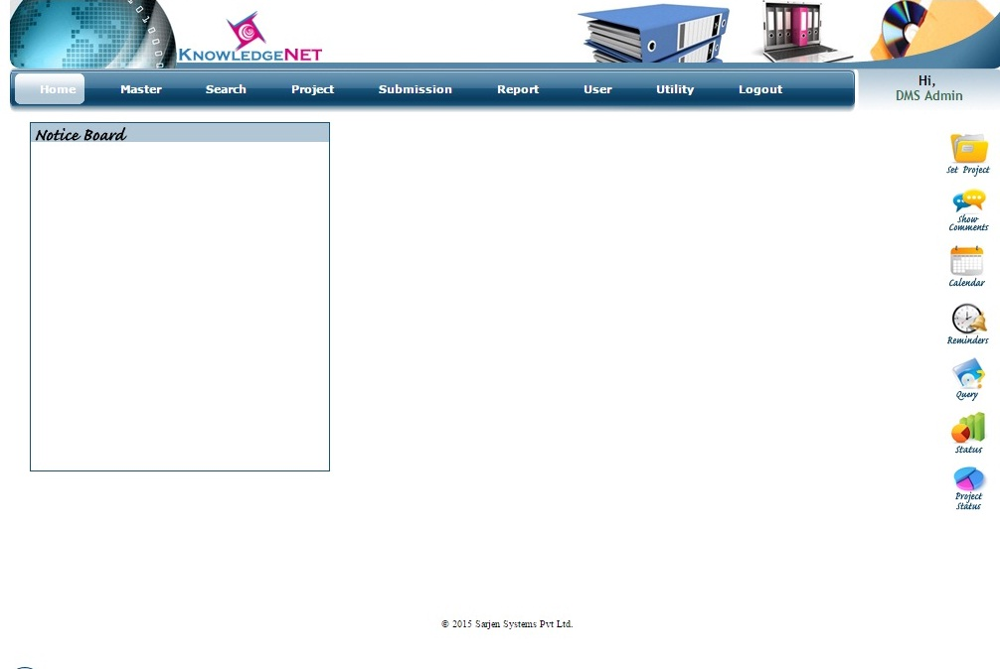 KNOWLEDGENET
Home Master Search Project Submission Report User Utility Logout
Hi,
DMS Admin
Notice Board
Set Project
Show
Comments
Calendar
Reminders
Query
Status
Project
Status
© 2015 Sarjen Systems Pvt Ltd.